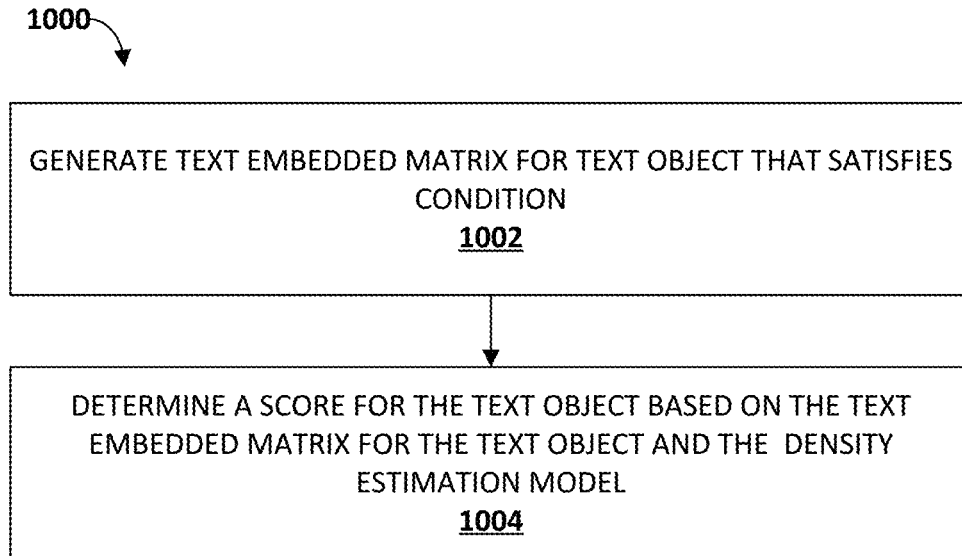 1000
GENERATE TEXT EMBEDDED MATRIX FOR TEXT OBJECT THAT SATISFIES
CONDITION
1002
DETERMINE A SCORE FOR THE TEXT OBJECT BASED ON THE TEXT
EMBEDDED MATRIX FOR THE TEXT OBJECT AND THE DENSITY
ESTIMATION MODEL
1004